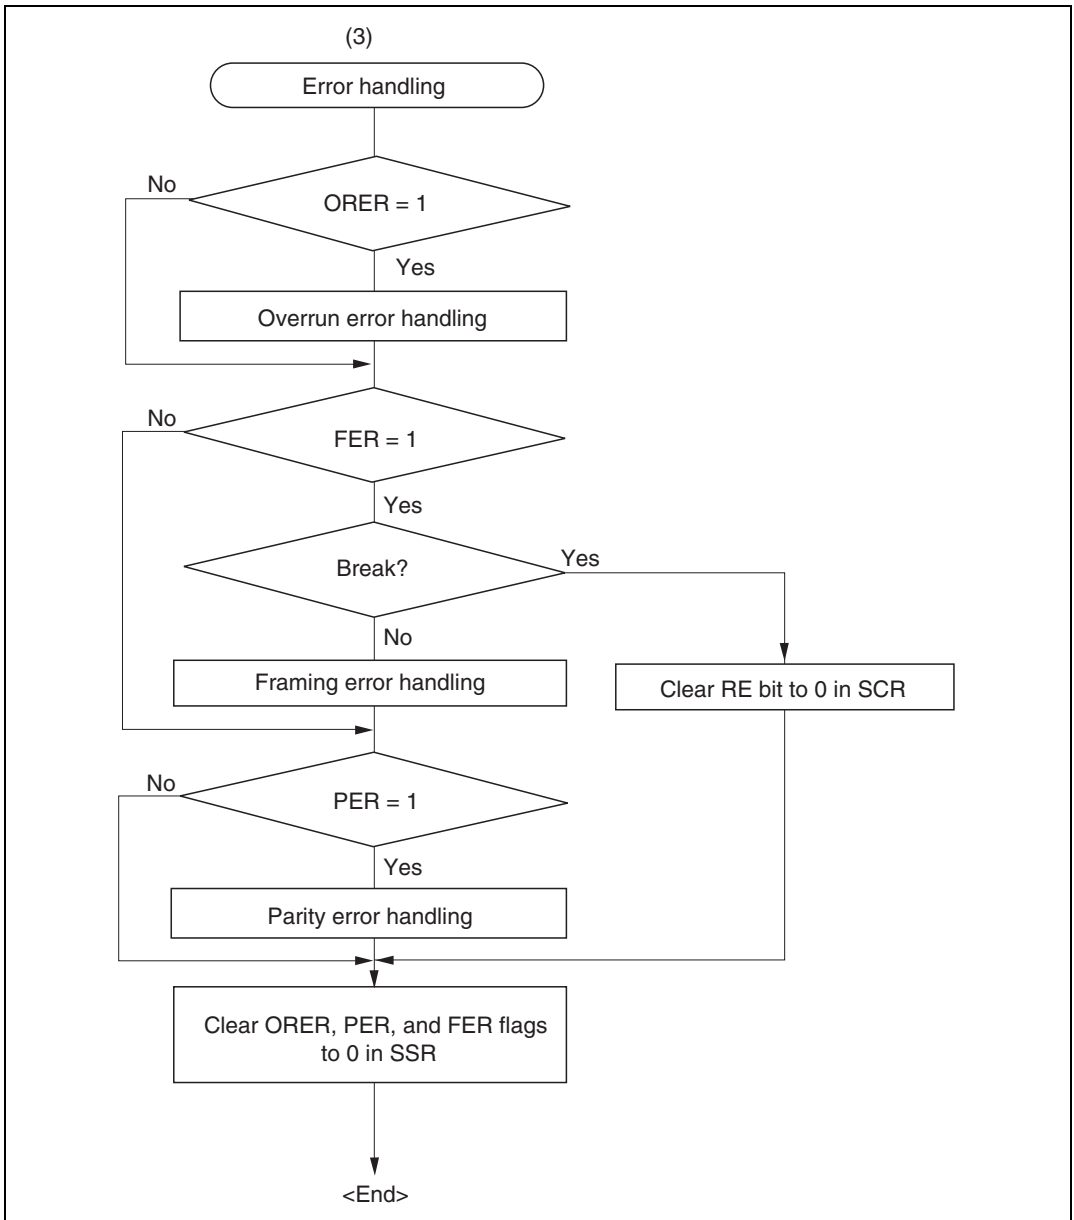 (3)
Error handling
No
ORER = 1
Yes
Overrun error handling
No
FER = 1
Yes
Break?
Yes
No
Framing error handling
Clear RE bit to 0 in SCR
No
PER = 1
Yes
Parity error handling
Clear ORER, PER, and FER flags
to 0 in SSR
<End>